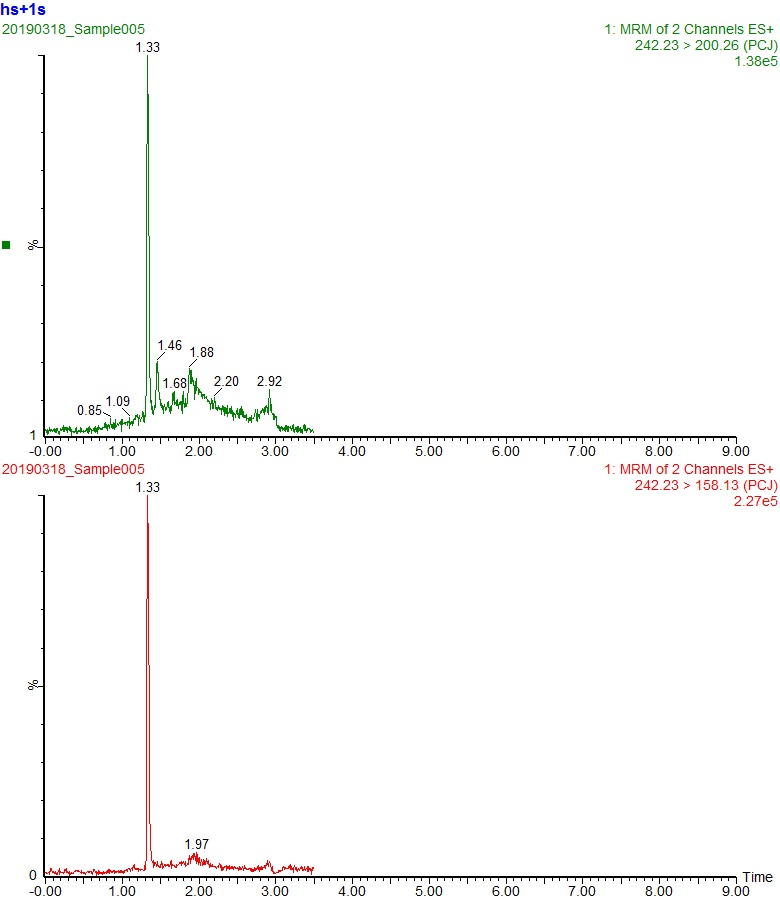 hs+1s
20190318_Sample005
1: MRM of 2 Channels ES+
242.23 > 200.26 (PCJ)
1.38e5
1.33
%
1.46
1.88
1.68
2.20
2.92
0.85
1.09
1
-0.00 1.00 2.00 3.00 4.00 5.00 6.00 7.00 8.00 9.00
20190318_Sample005
1: MRM of 2 Channels ES+
242.23 > 158.13 (PCJ)
2.27e5
1.33
%
1.97
0
Time
-0.00 1.00 2.00 3.00 4.00 5.00 6.00 7.00 8.00 9.00